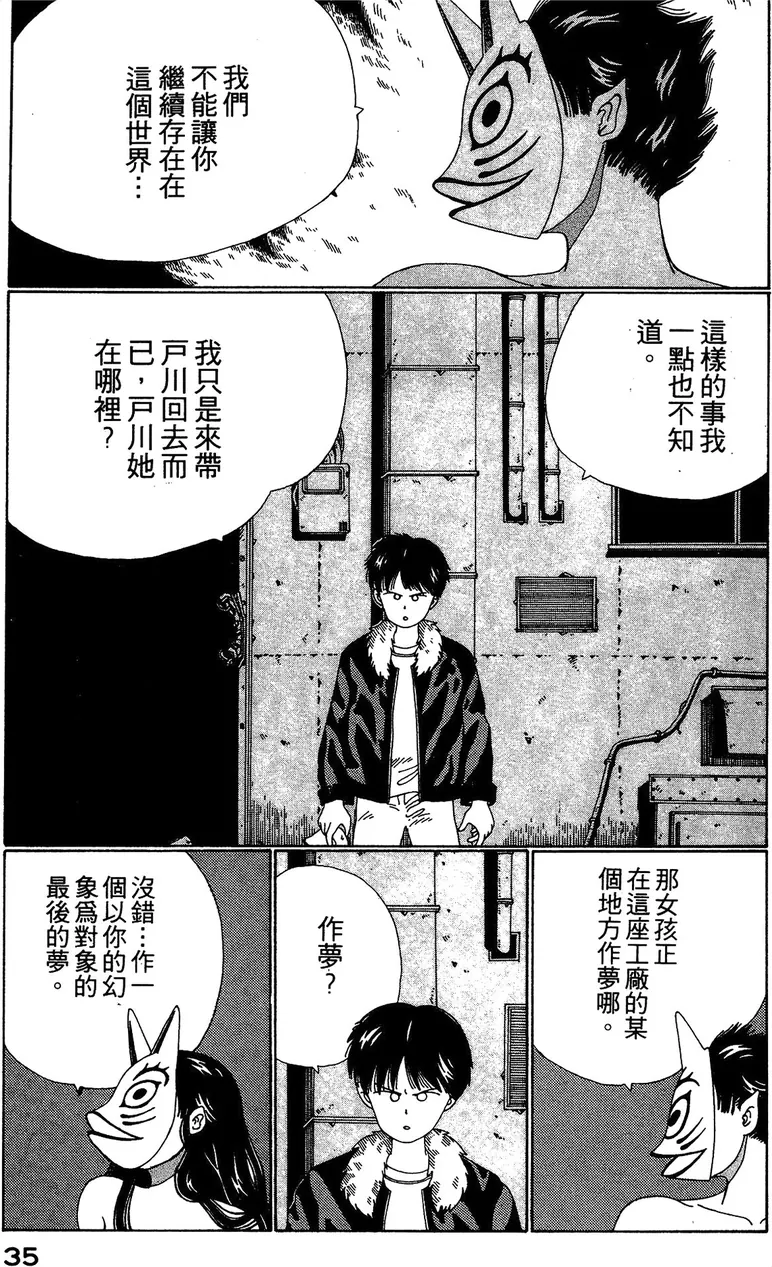 我們
不能讓你
繼續存在在
這個世界…
這樣的事我
一點也不知
道。
我只是來帶
戸川回去而
已，戸川她
在哪裡？
那女孩正
在這座工廠的某
個地方作夢哪。
作夢？
沒錯…作一
個以你的幻
象爲對象的
最後的夢。
35